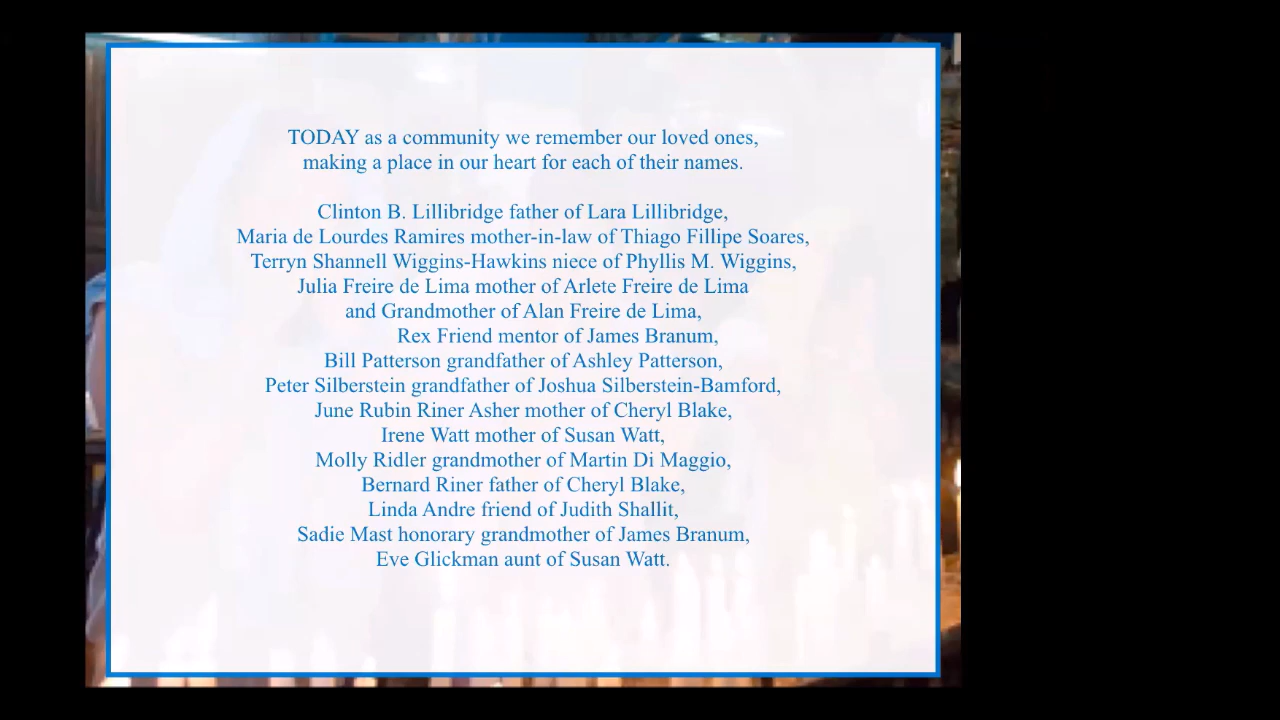 TODAY as a community we remember our loved ones,
making a place in our heart for each of their names.
Clinton B. Lillibridge father of Lara Lillibridge,
Maria de Lourdes Ramires mother-in-law of Thiago Fillipe Soares,
Terryn Shannell Wiggins-Hawkins niece of Phyllis M. Wiggins,
Julia Freire de Lima mother of Arlete Freire de Lima
and Grandmother of Alan Freire de Lima,
Rex Friend mentor of James Branum,
Bill Patterson grandfather of Ashley Patterson,
Peter Silberstein grandfather of Joshua Silberstein-Bamford,
June Rubin Riner Asher mother of Cheryl Blake,
Irene Watt mother of Susan Watt,
Molly Ridler grandmother of Martin Di Maggio,
Bernard Riner father of Cheryl Blake,
Linda Andre friend of Judith Shallit,
Sadie Mast honorary grandmother of James Branum,
Eve Glickman aunt of Susan Watt.